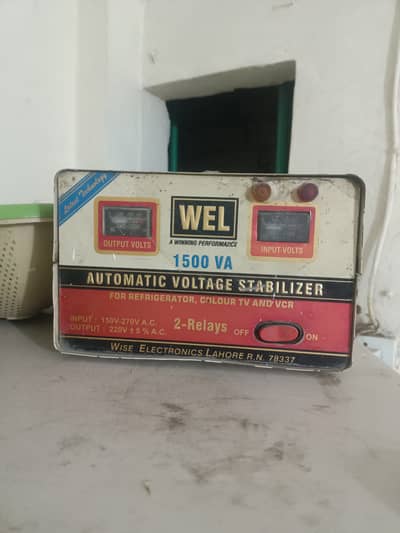 Latest Technology
WEL
A WINNING PERFORMANCE
OUTPUT VOLTS
INPUT VOLTS
1500 VA
AUTOMATIC VOLTAGE STABILIZER
FOR REFRIGERATOR, COLOUR TV AND VCR
INPUT : 150V-270V A.C.
OUTPUT : 220V ± 5 % A.C.
2-Relays
OFF
ON
WISE ELECTRONICS LAHORE R.N. 78337